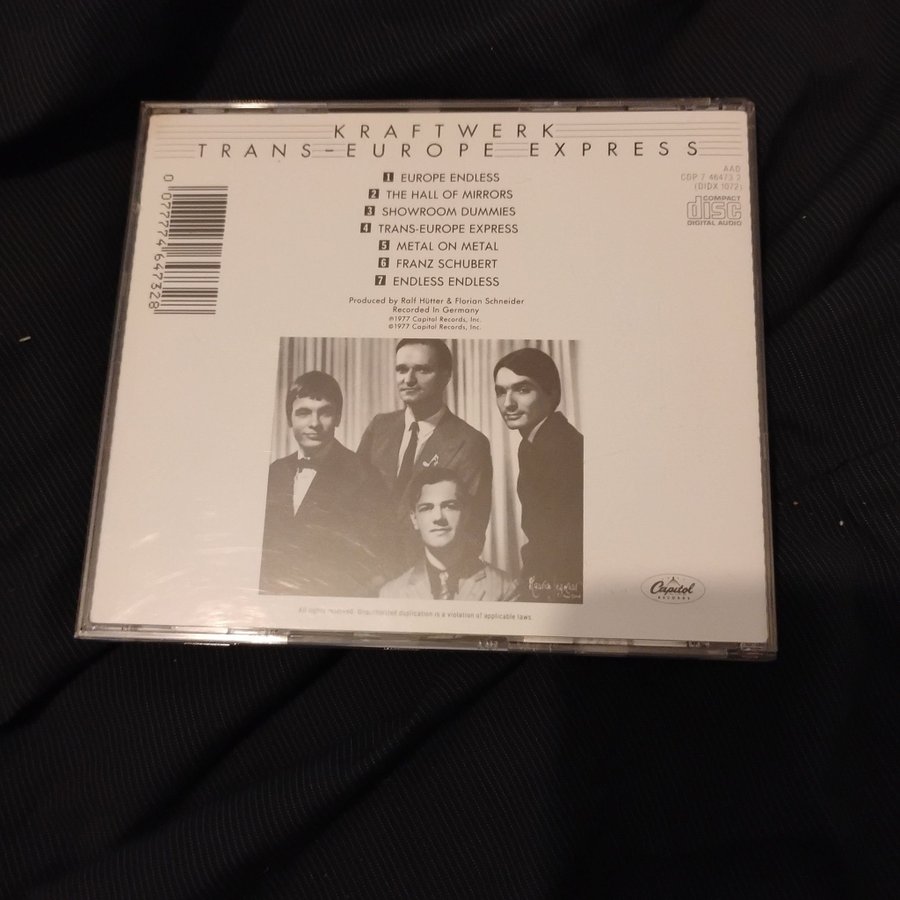 KRAFTWERK
TRANS-EUROPE EXPRESS
1 EUROPE ENDLESS
2 THE HALL OF MIRRORS
3 SHOWROOM DUMMIES
4 TRANS-EUROPE EXPRESS
5 METAL ON METAL
6 FRANZ SCHUBERT
7 ENDLESS ENDLESS
Produced by Ralf Hütter & Florian Schneider
Recorded In Germany
℗1977 Capitol Records, Inc.
©1977 Capitol Records, Inc.
AAD
CDP 7 46473 2
(DIDX 1072)
COMPACT
disc
DIGITAL AUDIO
0 077774 647328
Capitol
RECORDS
All rights reserved. Unauthorized duplication is a violation of applicable laws.